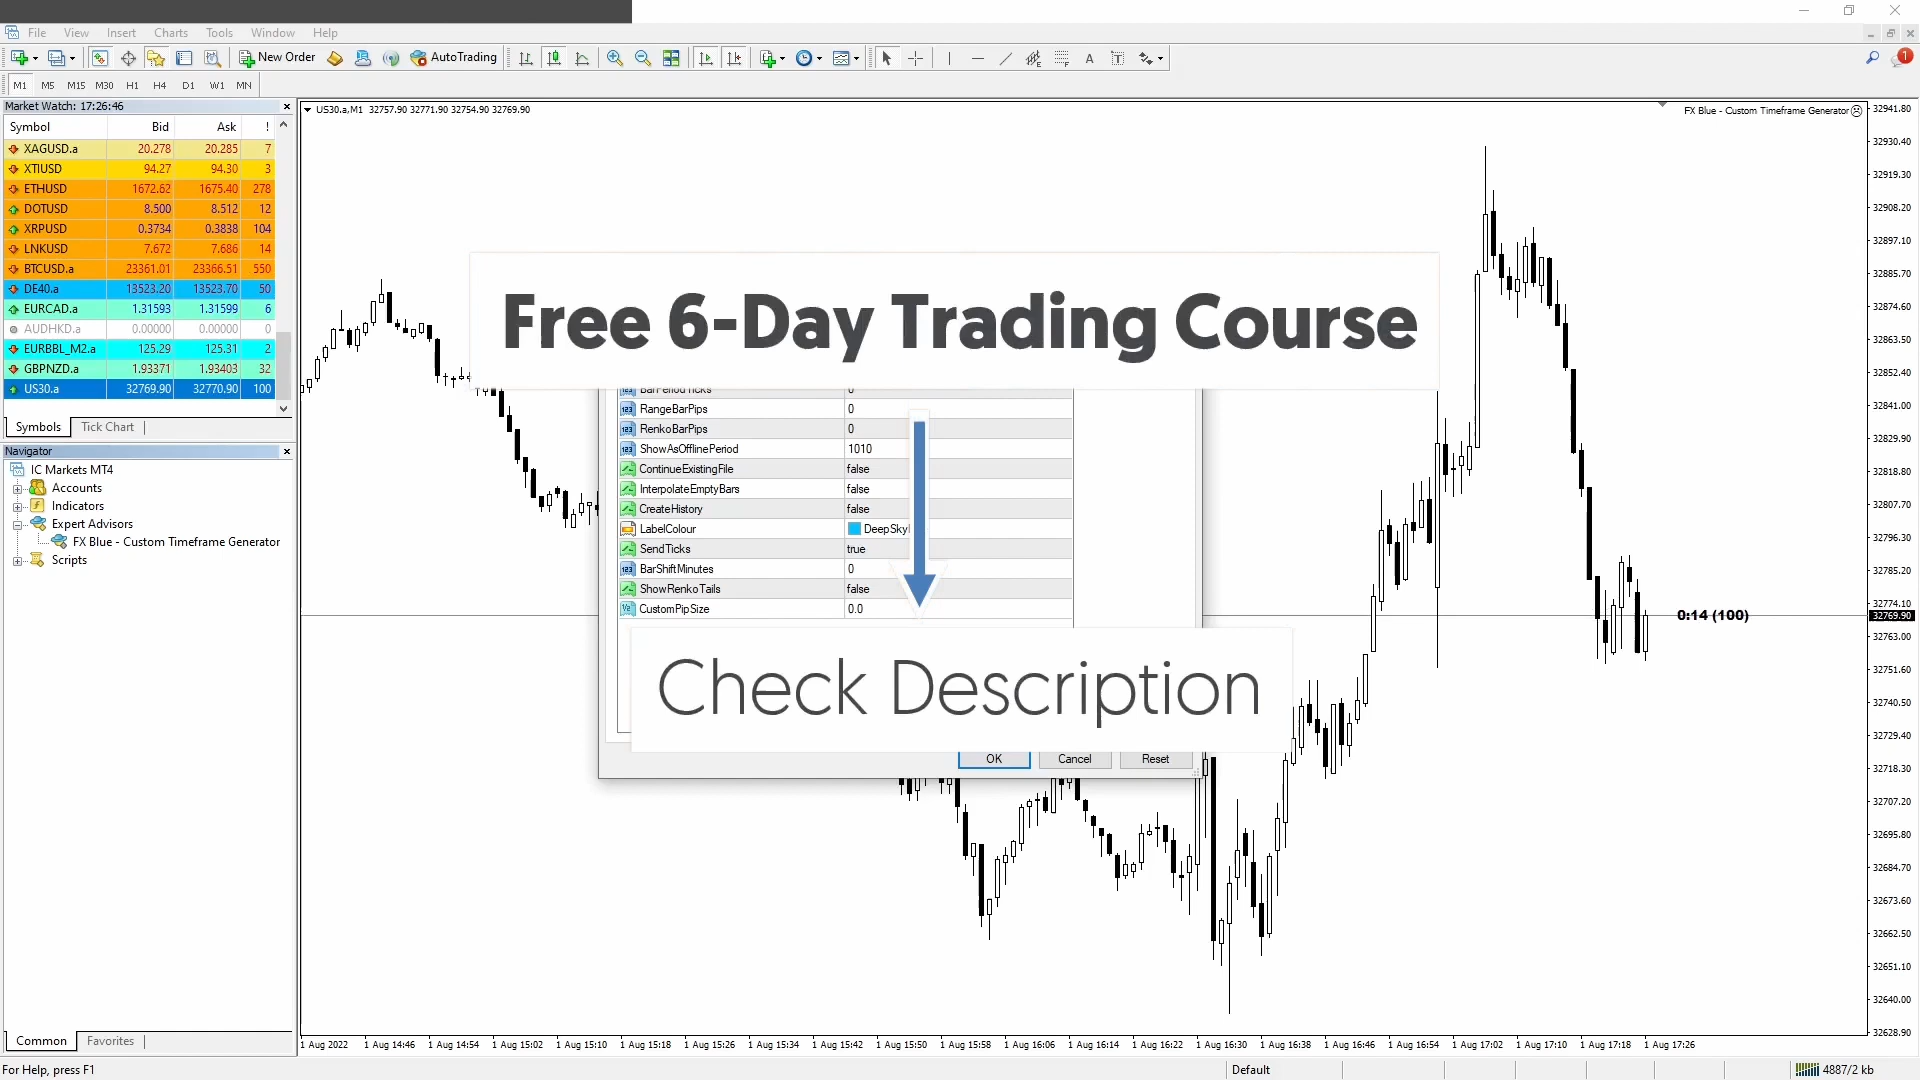 File View Insert Charts Tools Window Help
New Order AutoTrading A T 1
M1 M5 M15 M30 H1 H4 D1 W1 MN
Market Watch: 17:26:46
Symbol Bid Ask !
XAGUSD.a 20.278 20.285 7
XTIUSD 94.27 94.30 3
ETHUSD 1672.62 1675.40 278
DOTUSD 8.500 8.512 12
XRPUSD 0.3734 0.3838 104
LNKUSD 7.672 7.686 14
BTCUSD.a 23361.01 23366.51 550
DE40.a 13523.20 13523.70 50
EURCAD.a 1.31593 1.31599 6
AUDHKD.a 0.00000 0.00000 0
EURBBL_M2.a 125.29 125.31 2
GBPNZD.a 1.93371 1.93403 32
US30.a 32769.90 32770.90 100
Symbols Tick Chart
Navigator
IC Markets MT4
Accounts
Indicators
Expert Advisors
FX Blue - Custom Timeframe Generator
Scripts
Common Favorites
US30.a,M1 32757.90 32771.90 32754.90 32769.90
FX Blue - Custom Timeframe Generator
Free 6-Day Trading Course
BarPeriodTicks 0
RangeBarPips 0
RenkoBarPips 0
ShowAsOfflinePeriod 1010
ContinueExistingFile false
InterpolateEmptyBars false
CreateHistory false
LabelColour DeepSky
SendTicks true
BarShiftMinutes 0
ShowRenkoTails false
CustomPipSize 0.0
Check Description
OK Cancel Reset
0:14 (100)
32941.80
32930.40
32919.30
32908.20
32897.10
32885.70
32874.60
32863.50
32852.40
32841.00
32829.90
32818.80
32807.70
32796.30
32785.20
32774.10
32769.90
32763.00
32751.60
32740.50
32729.40
32718.30
32707.20
32695.80
32684.70
32673.60
32662.50
32651.10
32640.00
32628.90
1 Aug 2022 1 Aug 14:46 1 Aug 14:54 1 Aug 15:02 1 Aug 15:10 1 Aug 15:18 1 Aug 15:26 1 Aug 15:34 1 Aug 15:42 1 Aug 15:50 1 Aug 15:58 1 Aug 16:06 1 Aug 16:14 1 Aug 16:22 1 Aug 16:30 1 Aug 16:38 1 Aug 16:46 1 Aug 16:54 1 Aug 17:02 1 Aug 17:10 1 Aug 17:18 1 Aug 17:26
For Help, press F1 Default 4887/2 kb